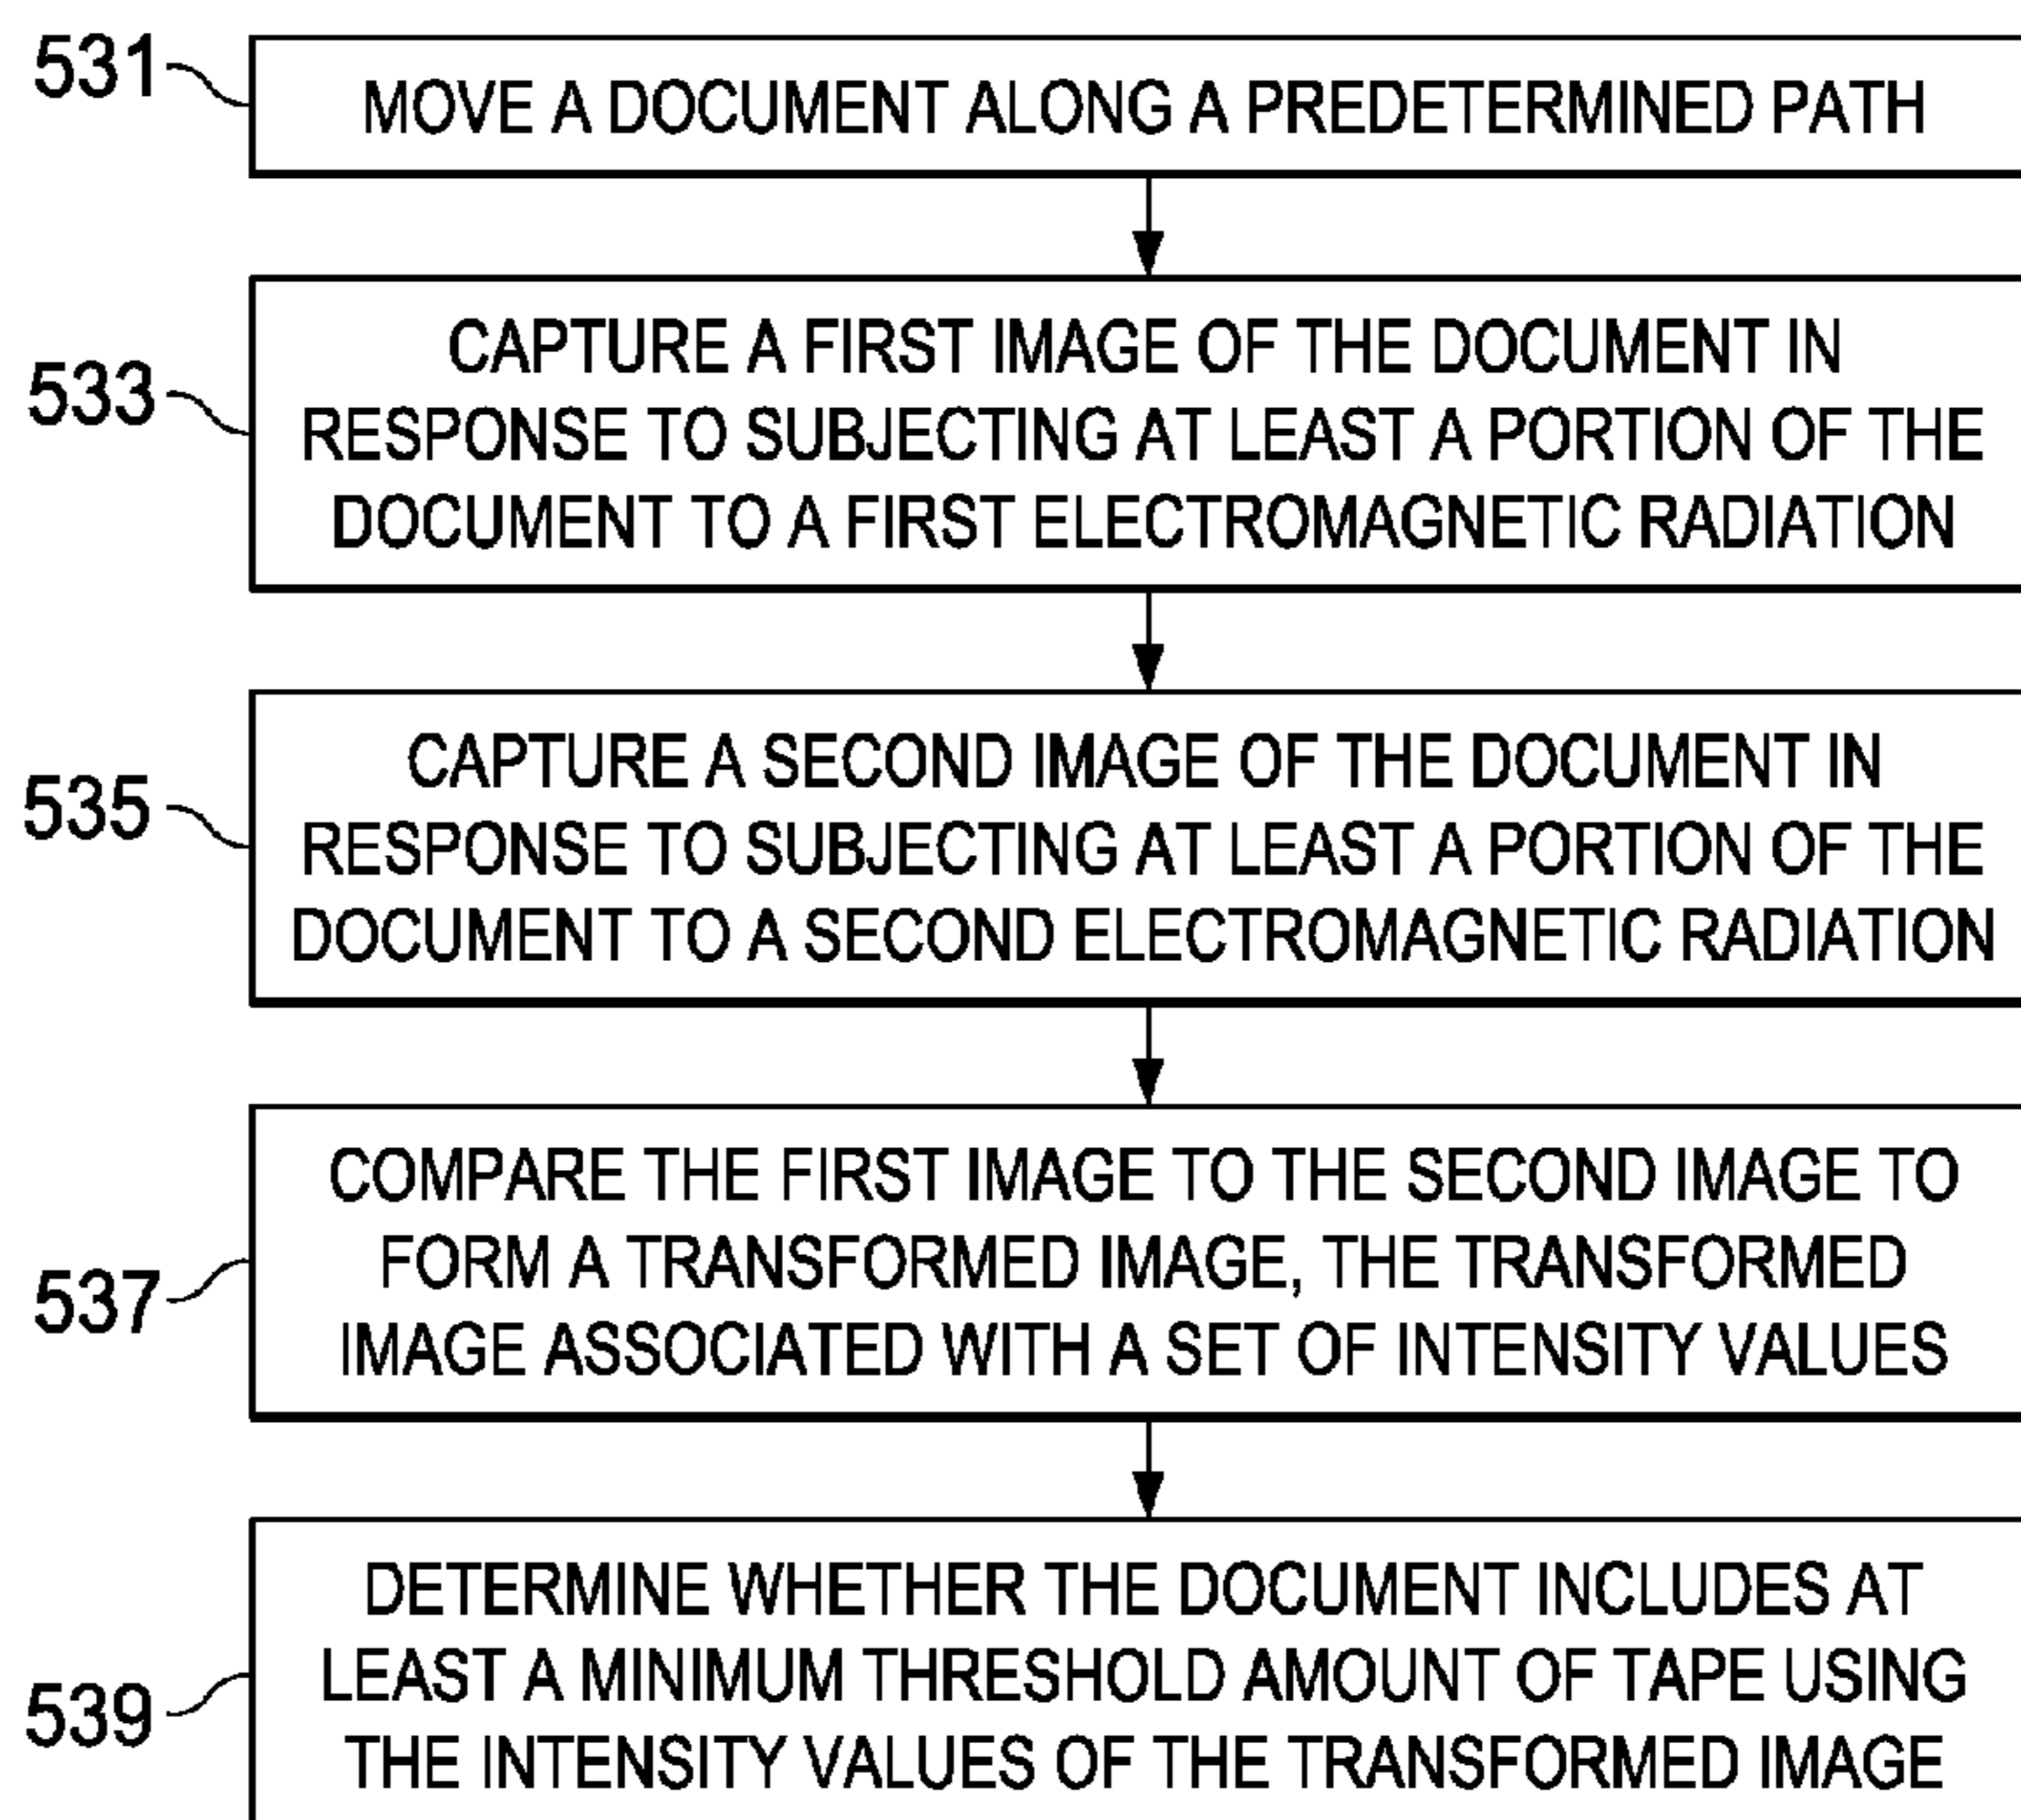 531
MOVE A DOCUMENT ALONG A PREDETERMINED PATH
533
CAPTURE A FIRST IMAGE OF THE DOCUMENT IN
RESPONSE TO SUBJECTING AT LEAST A PORTION OF THE
DOCUMENT TO A FIRST ELECTROMAGNETIC RADIATION
535
CAPTURE A SECOND IMAGE OF THE DOCUMENT IN
RESPONSE TO SUBJECTING AT LEAST A PORTION OF THE
DOCUMENT TO A SECOND ELECTROMAGNETIC RADIATION
537
COMPARE THE FIRST IMAGE TO THE SECOND IMAGE TO
FORM A TRANSFORMED IMAGE, THE TRANSFORMED
IMAGE ASSOCIATED WITH A SET OF INTENSITY VALUES
539
DETERMINE WHETHER THE DOCUMENT INCLUDES AT
LEAST A MINIMUM THRESHOLD AMOUNT OF TAPE USING
THE INTENSITY VALUES OF THE TRANSFORMED IMAGE